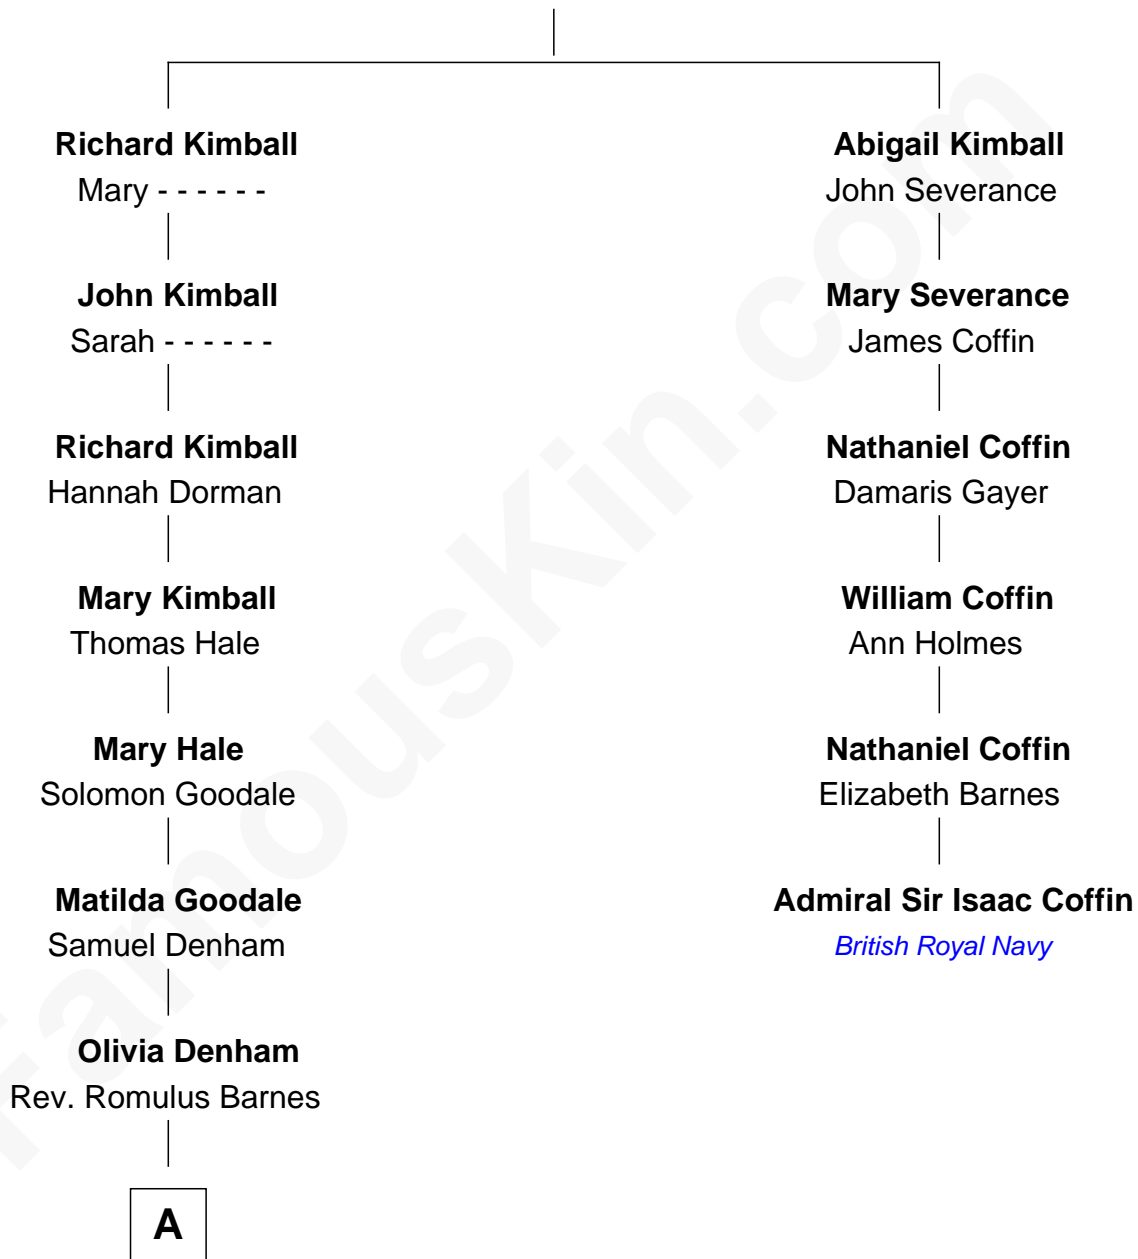 Richard Kimball
Mary - - - - - -
Abigail Kimball
John Severance
John Kimball
Sarah - - - - - -
Mary Severance
James Coffin
Richard Kimball
Hannah Dorman
Nathaniel Coffin
Damaris Gayer
Mary Kimball
Thomas Hale
William Coffin
Ann Holmes
Mary Hale
Solomon Goodale
Nathaniel Coffin
Elizabeth Barnes
Matilda Goodale
Samuel Denham
Admiral Sir Isaac Coffin
British Royal Navy
Olivia Denham
Rev. Romulus Barnes
A
FamousKin.com